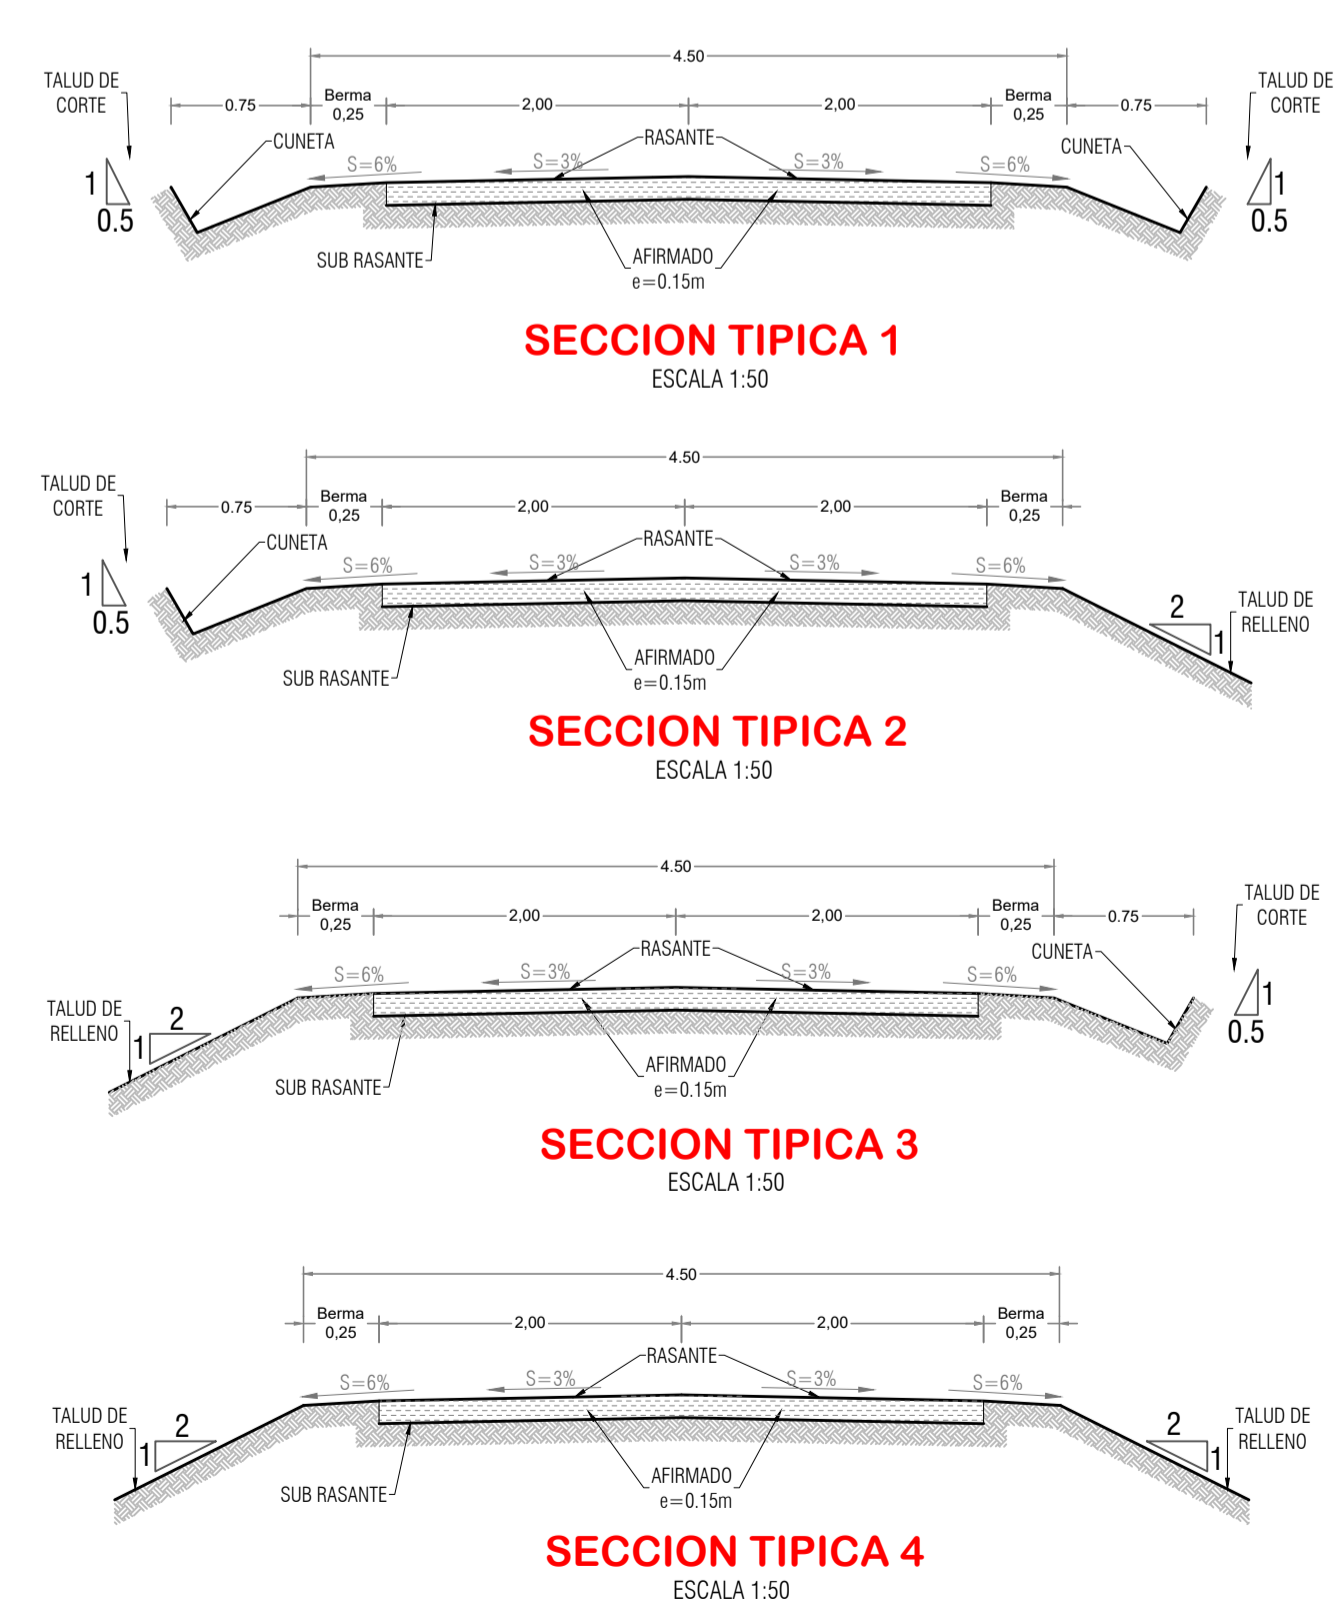 4.50
TALUD DE
CORTE
0.75
Berma
0,25
2,00
2,00
Berma
0,25
0.75
TALUD DE
CORTE
CUNETA
RASANTE
CUNETA
S=6%
S=3%
S=3%
S=6%
1
0.5
1
0.5
SUB RASANTE
AFIRMADO
e=0.15m
SECCION TIPICA 1
ESCALA 1:50
4.50
TALUD DE
CORTE
0.75
Berma
0,25
2,00
2,00
Berma
0,25
CUNETA
RASANTE
S=6%
S=3%
S=3%
S=6%
1
0.5
2
1
TALUD DE
RELLENO
SUB RASANTE
AFIRMADO
e=0.15m
SECCION TIPICA 2
ESCALA 1:50
4.50
Berma
0,25
2,00
2,00
Berma
0,25
0.75
TALUD DE
CORTE
RASANTE
CUNETA
S=6%
S=3%
S=3%
S=6%
TALUD DE
RELLENO
2
1
1
0.5
SUB RASANTE
AFIRMADO
e=0.15m
SECCION TIPICA 3
ESCALA 1:50
4.50
Berma
0,25
2,00
2,00
Berma
0,25
RASANTE
S=6%
S=3%
S=3%
S=6%
TALUD DE
RELLENO
2
1
2
1
TALUD DE
RELLENO
SUB RASANTE
AFIRMADO
e=0.15m
SECCION TIPICA 4
ESCALA 1:50